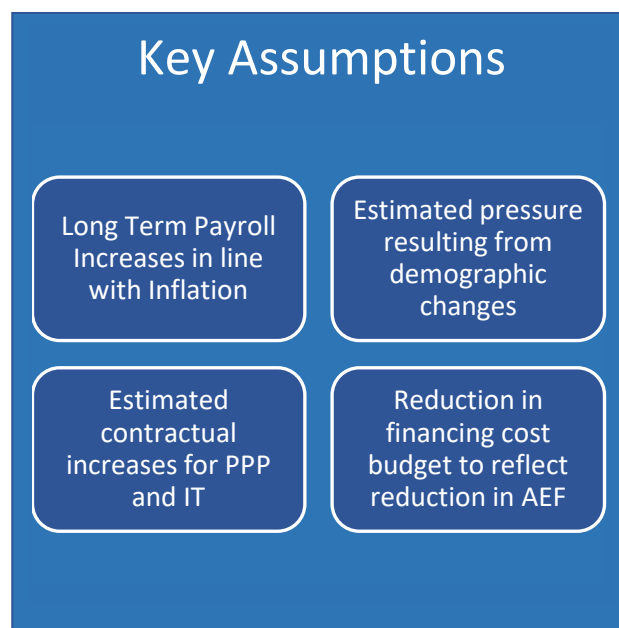 Key Assumptions
Long Term Payroll
Increases in line
with Inflation
Estimated pressure
resulting from
demographic
changes
Estimated
contractual
increases for PPP
and IT
Reduction in
financing cost
budget to reflect
reduction in AEF